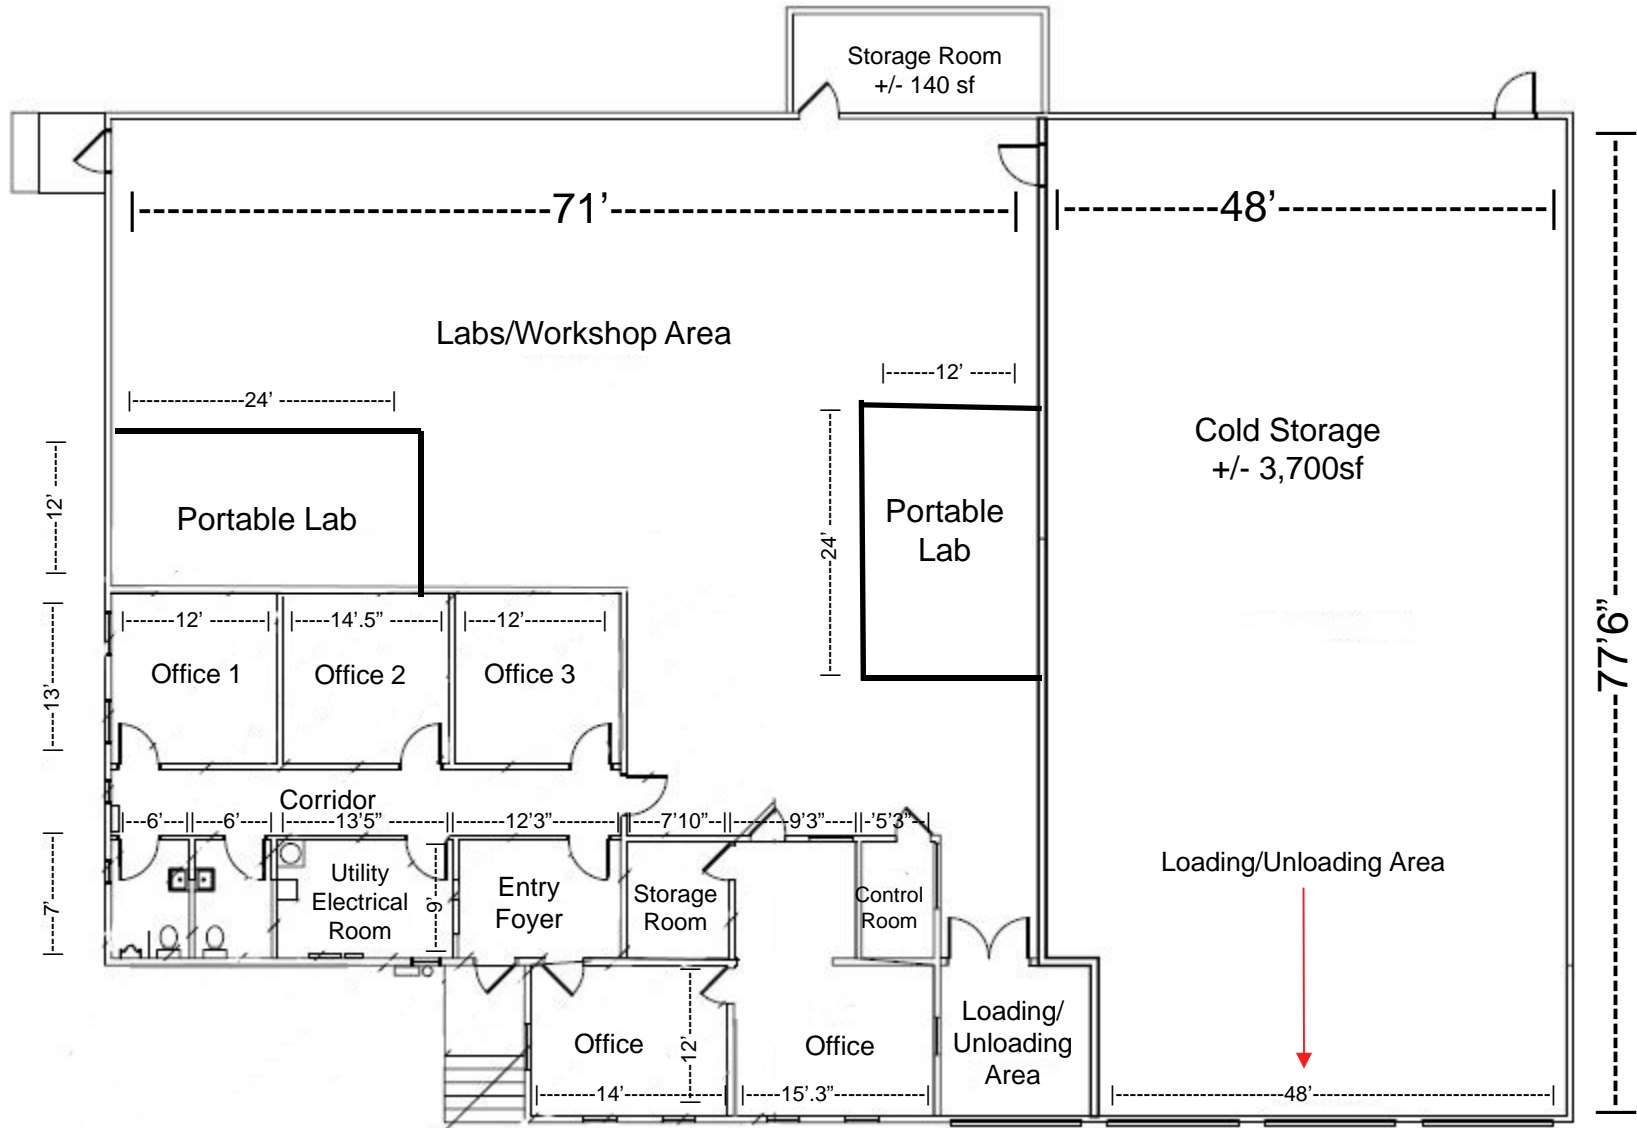 Storage Room
+/- 140 sf
71’
48’
Labs/Workshop Area
12’
24’
Cold Storage
+/- 3,700sf
12’
Portable Lab
Portable
Lab
24’
77’6”
12’
14’.5”
12’
Office 1
Office 2
Office 3
13’
Corridor
6’
6’
13’5”
12’3”
7’10”
9’3”
’5’3”
Loading/Unloading Area
Utility
Electrical
Room
9’
7’
Entry
Foyer
Storage
Room
Control
Room
Office
12’
Office
Loading/
Unloading
Area
14’
15’.3”
48’